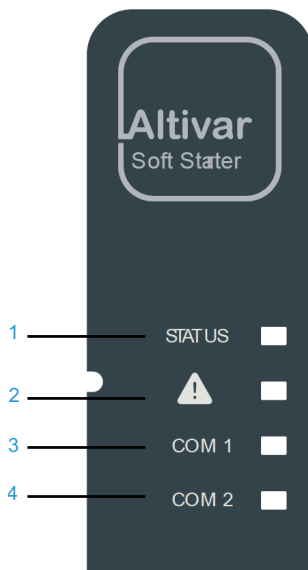 Altivar
Soft Stater
1 STATUS
2
3 COM 1
4 COM 2